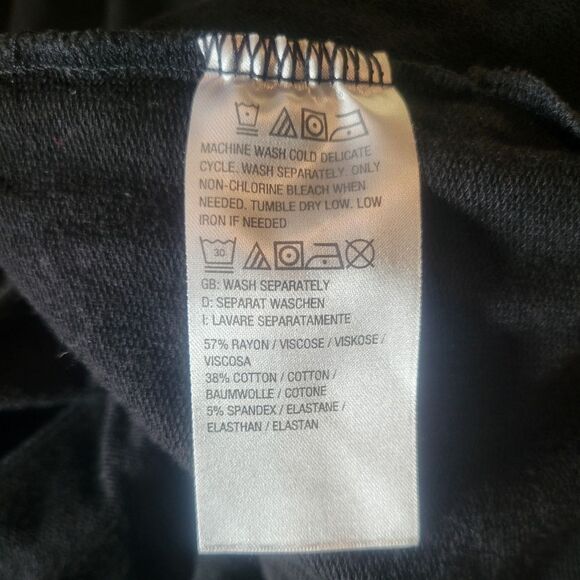 MACHINE WASH COLD DELICATE
CYCLE. WASH SEPARATELY. ONLY
NON-CHLORINE BLEACH WHEN
NEEDED. TUMBLE DRY LOW. LOW
IRON IF NEEDED
30
GB: WASH SEPARATELY
D: SEPARAT WASCHEN
I: LAVARE SEPARATAMENTE
57% RAYON / VISCOSE / VISKOSE /
VISCOSA
38% COTTON / COTTON /
BAUMWOLLE / COTONE
5% SPANDEX / ELASTANE /
ELASTHAN / ELASTAN